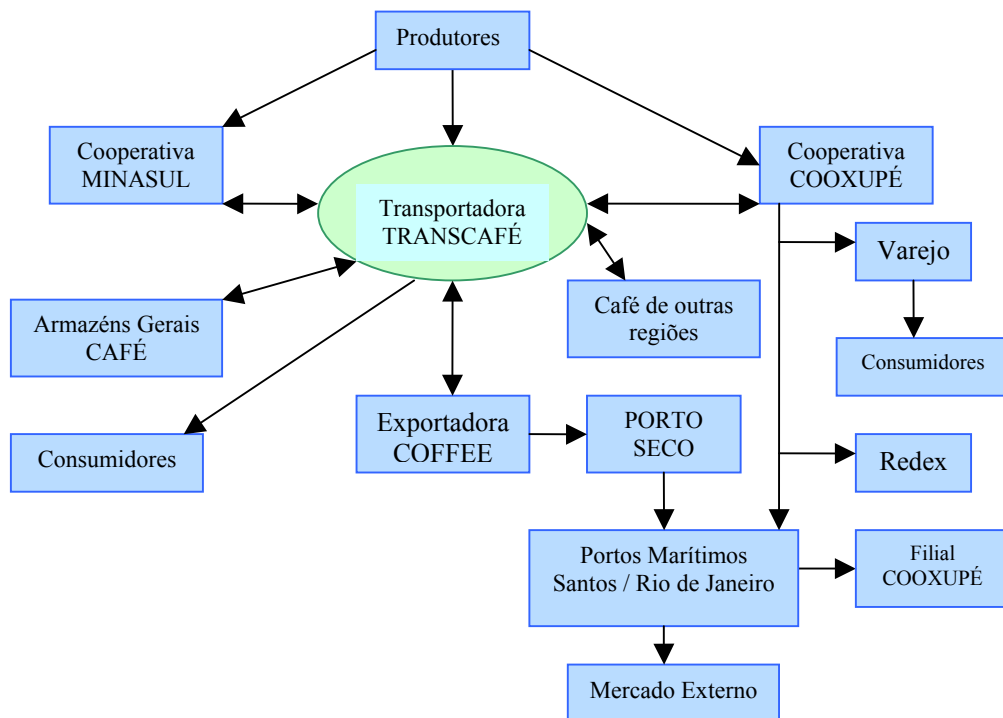 Produtores
Cooperativa
MINASUL
Cooperativa
COOXUPÉ
Transportadora
TRANSCAFÉ
Varejo
Armazéns Gerais
CAFÉ
Café de outras
regiões
Consumidores
Exportadora
COFFEE
PORTO
SECO
Consumidores
Redex
Portos Marítimos
Santos / Rio de Janeiro
Filial
COOXUPÉ
Mercado Externo